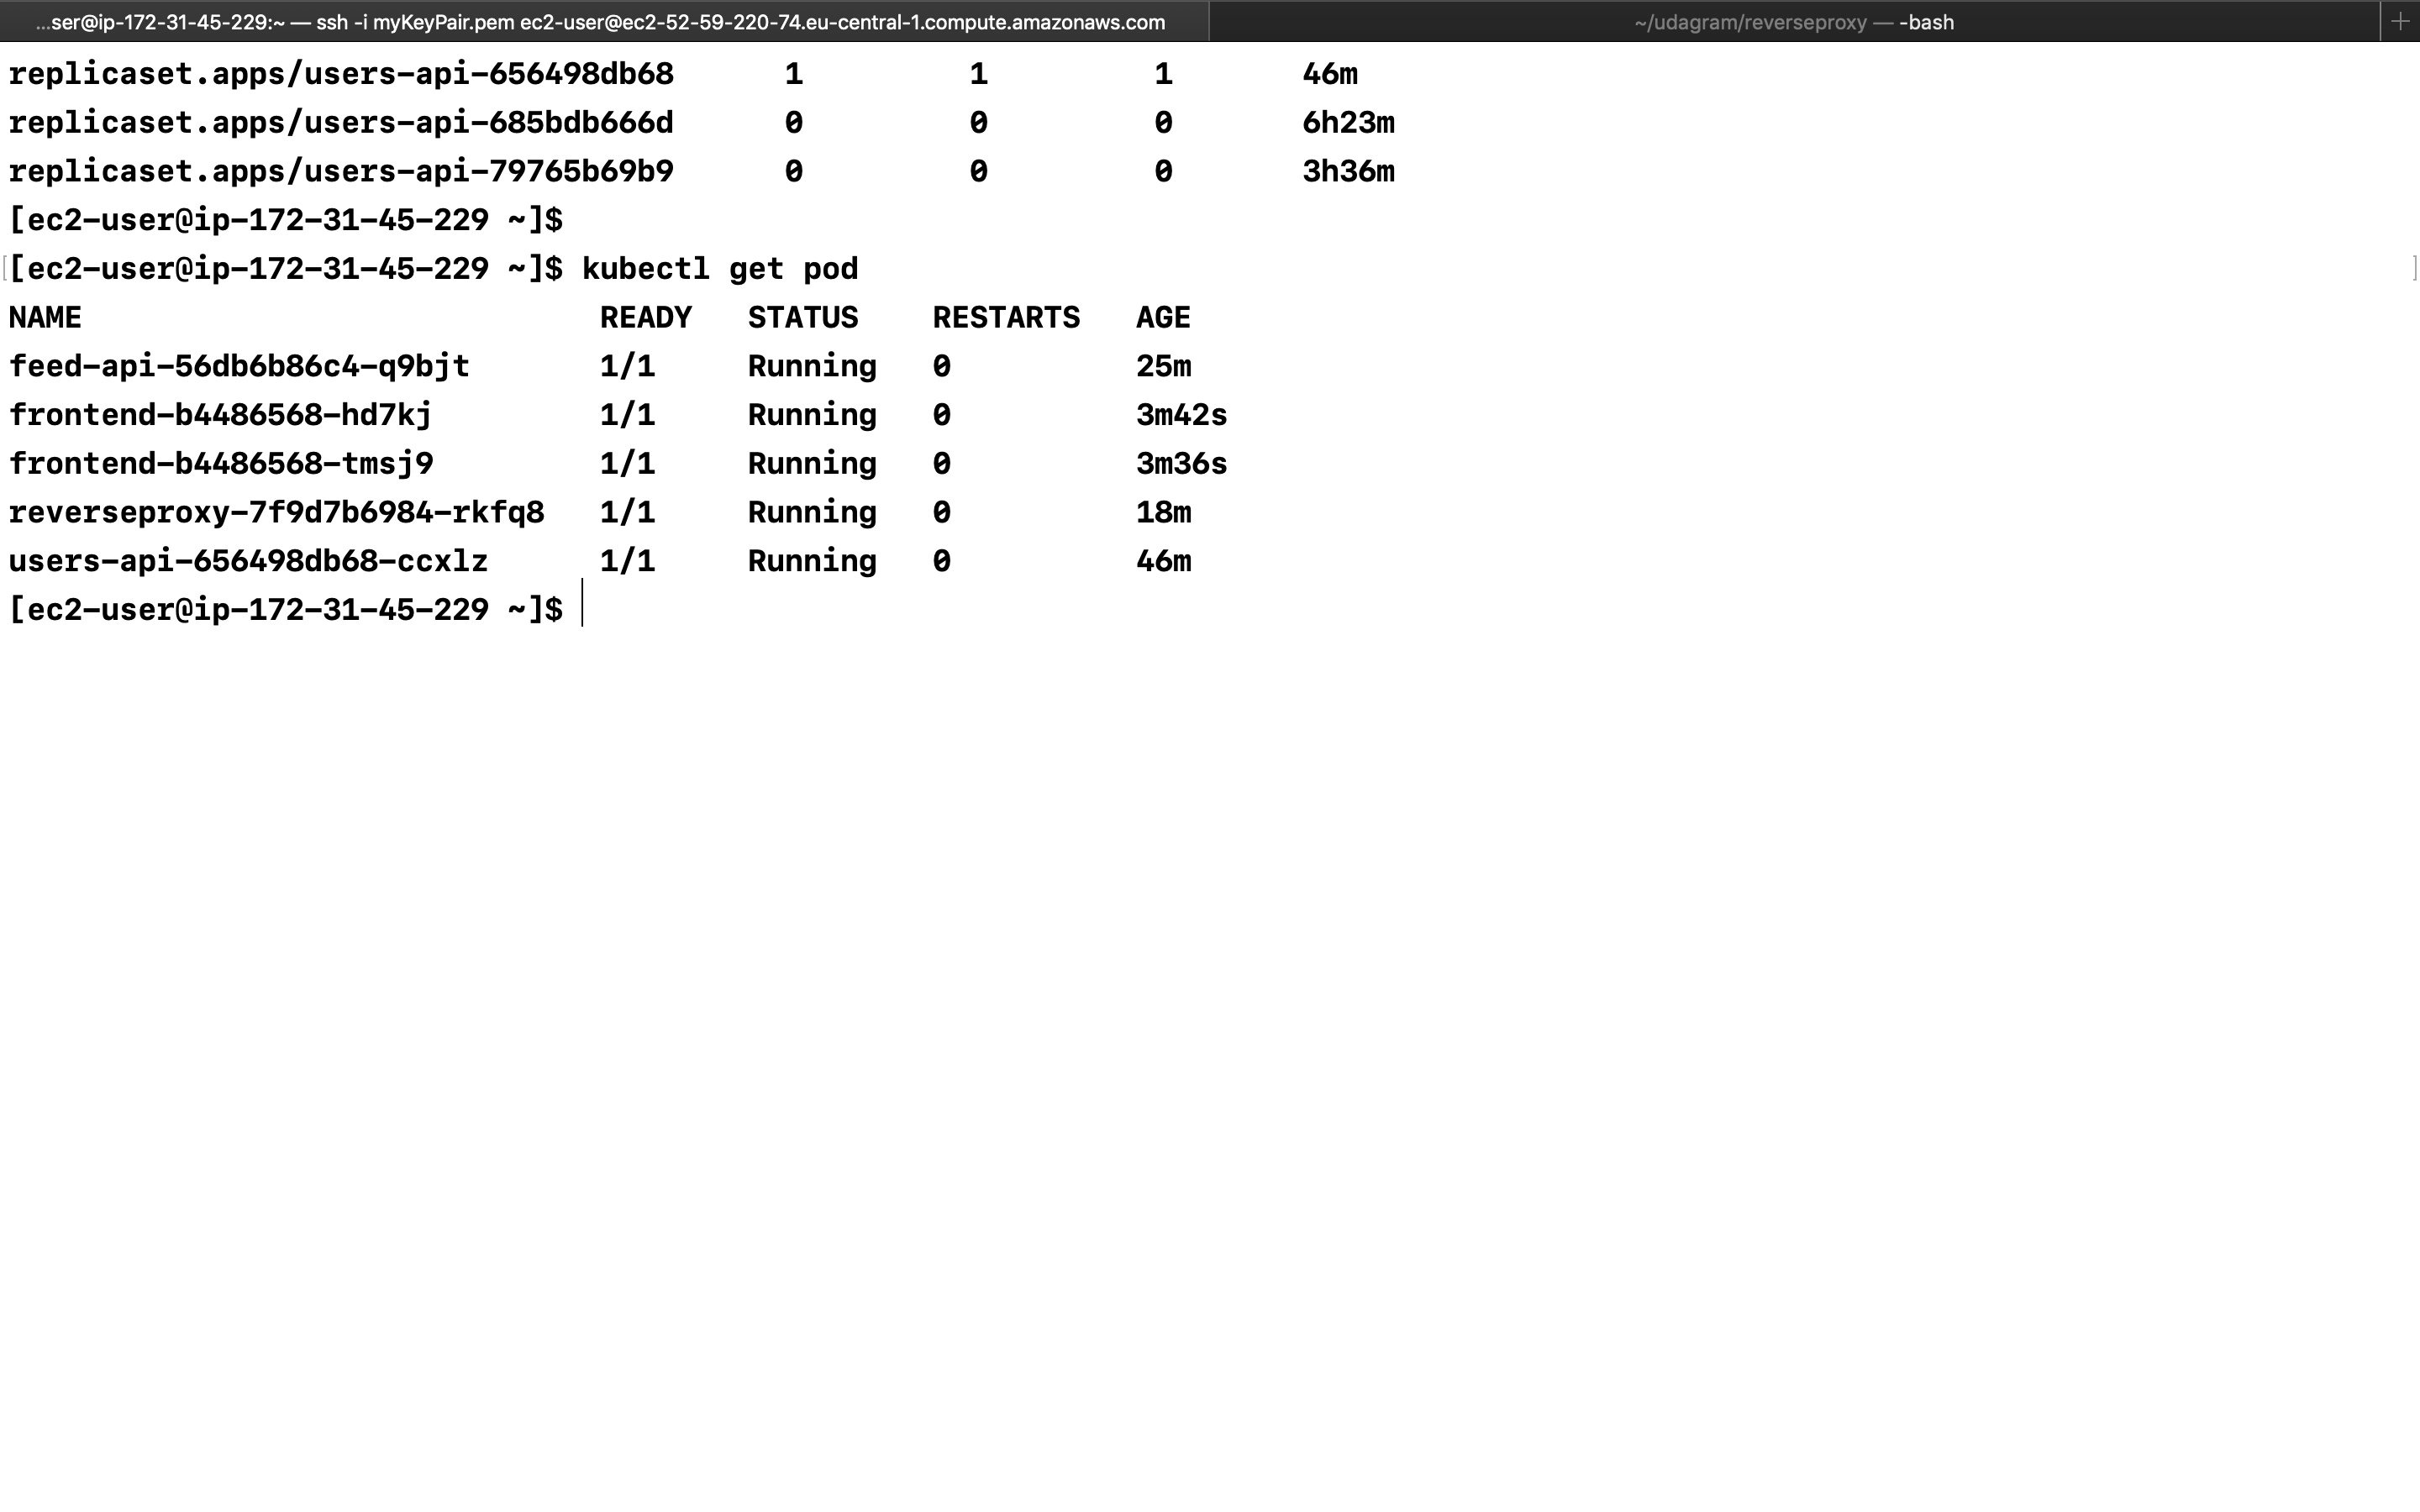 ...ser@ip-172-31-45-229:~ — ssh -i myKeyPair.pem ec2-user@ec2-52-59-220-74.eu-central-1.compute.amazonaws.com ~/udagram/reverseproxy — -bash +
replicaset.apps/users-api-656498db68 1 1 1 46m
replicaset.apps/users-api-685bdb666d 0 0 0 6h23m
replicaset.apps/users-api-79765b69b9 0 0 0 3h36m
[ec2-user@ip-172-31-45-229 ~]$
[[ec2-user@ip-172-31-45-229 ~]$ kubectl get pod ]
NAME READY STATUS RESTARTS AGE
feed-api-56db6b86c4-q9bjt 1/1 Running 0 25m
frontend-b4486568-hd7kj 1/1 Running 0 3m42s
frontend-b4486568-tmsj9 1/1 Running 0 3m36s
reverseproxy-7f9d7b6984-rkfq8 1/1 Running 0 18m
users-api-656498db68-ccxlz 1/1 Running 0 46m
[ec2-user@ip-172-31-45-229 ~]$